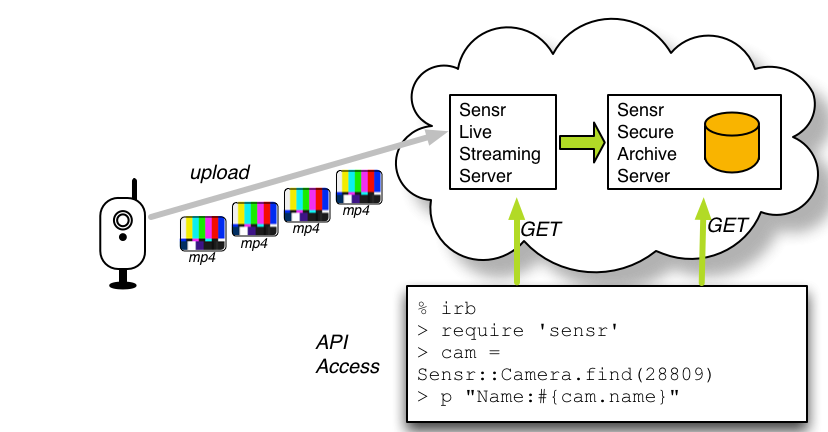 Sensr
Live
Streaming
Server
Sensr
Secure
Archive
Server
upload
mp4
mp4
mp4
mp4
GET
GET
API
Access
% irb
> require 'sensr'
> cam =
Sensr::Camera.find(28809)
> p "Name:#{cam.name}"